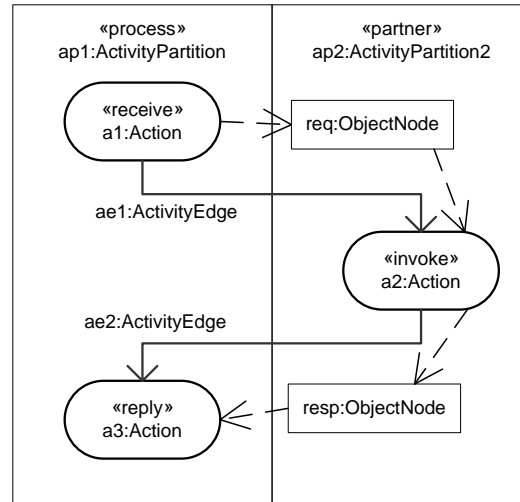 «process»
ap1:ActivityPartition
«partner»
ap2:ActivityPartition2
«receive»
a1:Action
req:ObjectNode
ae1:ActivityEdge
«invoke»
a2:Action
ae2:ActivityEdge
«reply»
a3:Action
resp:ObjectNode